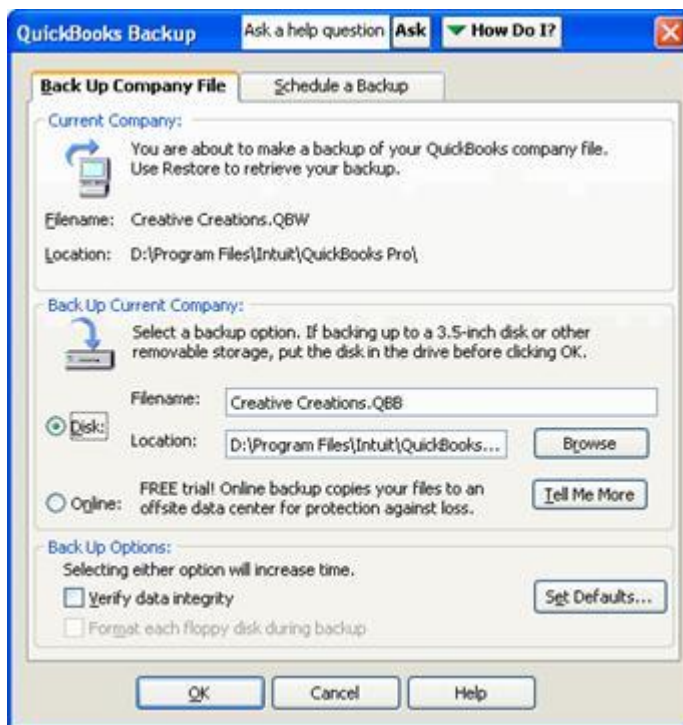 QuickBooks Backup
Ask a help question Ask How Do I?
Back Up Company File
Schedule a Backup
Current Company:
You are about to make a backup of your QuickBooks company file.
Use Restore to retrieve your backup.
Filename: Creative Creations.QBW
Location: D:\Program Files\Intuit\QuickBooks Pro\
Back Up Current Company:
Select a backup option. If backing up to a 3.5-inch disk or other
removable storage, put the disk in the drive before clicking OK.
Disk:
Filename: Creative Creations.QBB
Location: D:\Program Files\Intuit\QuickBooks... Browse
Online:
FREE trial! Online backup copies your files to an
offsite data center for protection against loss.
Tell Me More
Back Up Options:
Selecting either option will increase time.
Verify data integrity
Set Defaults...
Format each floppy disk during backup
OK Cancel Help